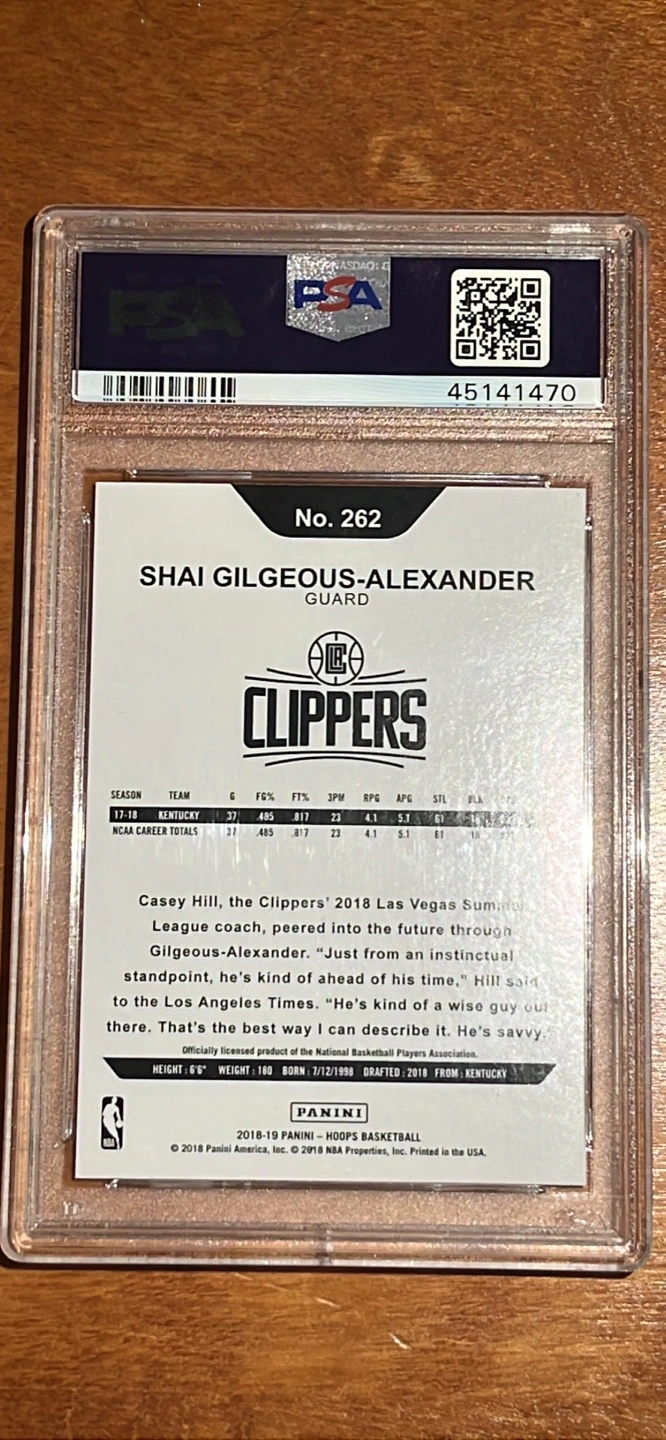 NASDAQ:
PSA
PSA
45141470
No. 262
SHAI GILGEOUS-ALEXANDER
GUARD
LAC
CLIPPERS
SEASON TEAM G FG% FT% 3PM RPG APG STL BLK
17-18 KENTUCKY 37 .485 .817 23 4.1 5.1 61
NCAA CAREER TOTALS 37 .485 .817 23 4.1 5.1 61
Casey Hill, the Clippers' 2018 Las Vegas Summer
League coach, peered into the future through
Gilgeous-Alexander. "Just from an instinctual
standpoint, he's kind of ahead of his time," Hill said
to the Los Angeles Times. "He's kind of a wise guy out
there. That's the best way I can describe it. He's savvy."
Officially licensed product of the National Basketball Players Association.
HEIGHT : 6'6" WEIGHT : 180 BORN : 7/12/1998 DRAFTED : 2018 FROM : KENTUCKY
PANINI
NBA
2018-19 PANINI – HOOPS BASKETBALL
© 2018 Panini America, Inc. © 2018 NBA Properties, Inc. Printed in the USA.